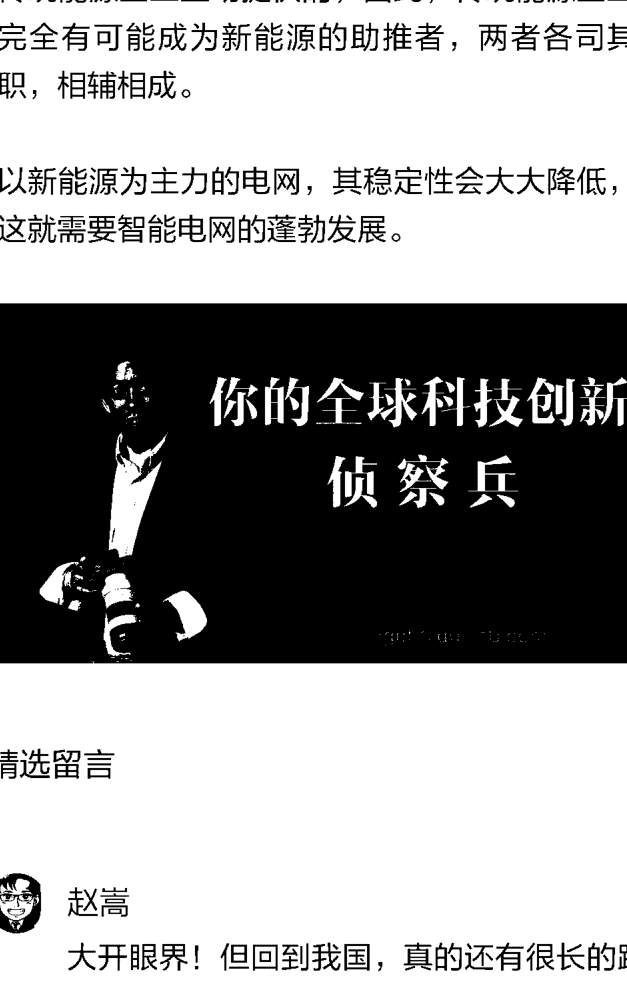 完全有可能成为新能源的助推者，两者各司其
职，相辅相成。
以新能源为主力的电网，其稳定性会大大降低，
这就需要智能电网的蓬勃发展。
你的全球科技创新
侦察兵
精选留言
赵嵩
大开眼界！但回到我国，真的还有很长的路